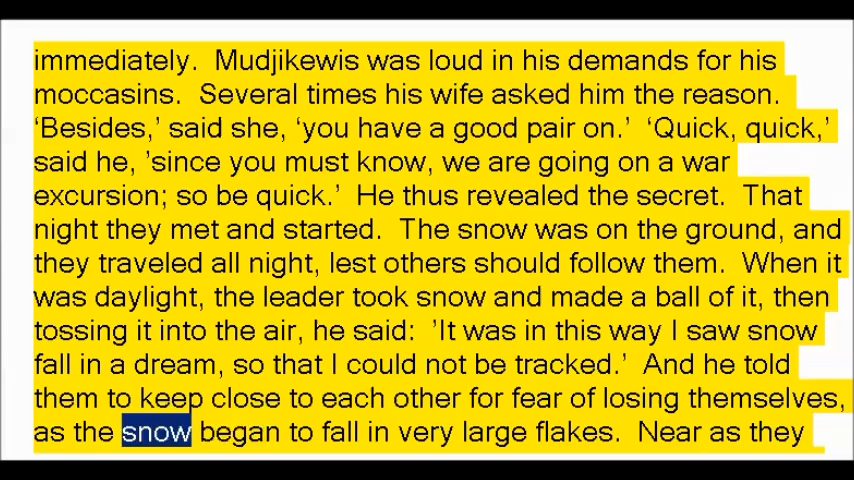 immediately.  Mudjikewis was loud in his demands for his
moccasins.  Several times his wife asked him the reason.
‘Besides,’ said she, ‘you have a good pair on.’  ‘Quick, quick,’
said he, ’since you must know, we are going on a war
excursion; so be quick.’  He thus revealed the secret.  That
night they met and started.  The snow was on the ground, and
they traveled all night, lest others should follow them.  When it
was daylight, the leader took snow and made a ball of it, then
tossing it into the air, he said:  ’It was in this way I saw snow
fall in a dream, so that I could not be tracked.’  And he told
them to keep close to each other for fear of losing themselves,
as the snow began to fall in very large flakes.  Near as they